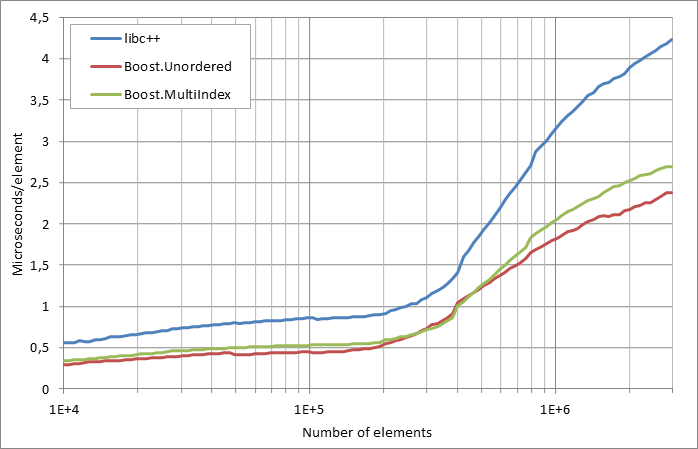 4,5
4
3,5
3
2,5
2
1,5
1
0,5
0
Microseconds/element
libc++
Boost.Unordered
Boost.MultiIndex
1E+4
1E+5
1E+6
Number of elements